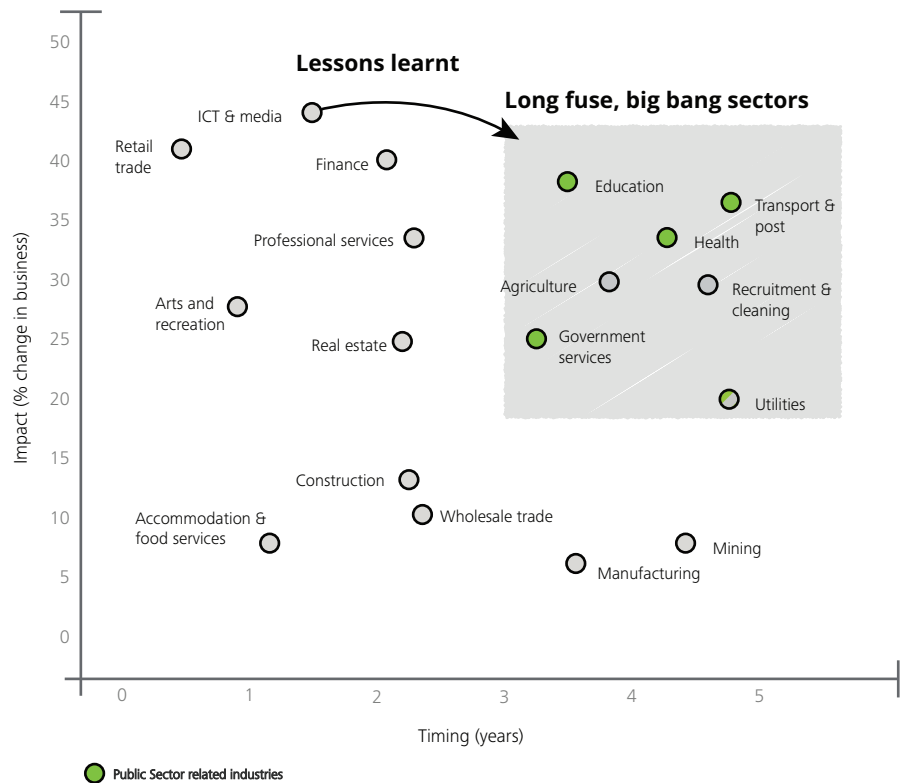 50
45
40
35
30
25
20
15
10
5
0
Impact (% change in business)
Lessons learnt
Long fuse, big bang sectors
ICT & media
Retail
trade
Finance
Education
Transport &
post
Professional services
Health
Agriculture
Recruitment &
cleaning
Arts and
recreation
Real estate
Government
services
Utilities
Construction
Wholesale trade
Accommodation &
food services
Mining
Manufacturing
0
1
2
3
4
5
Timing (years)
Public Sector related industries